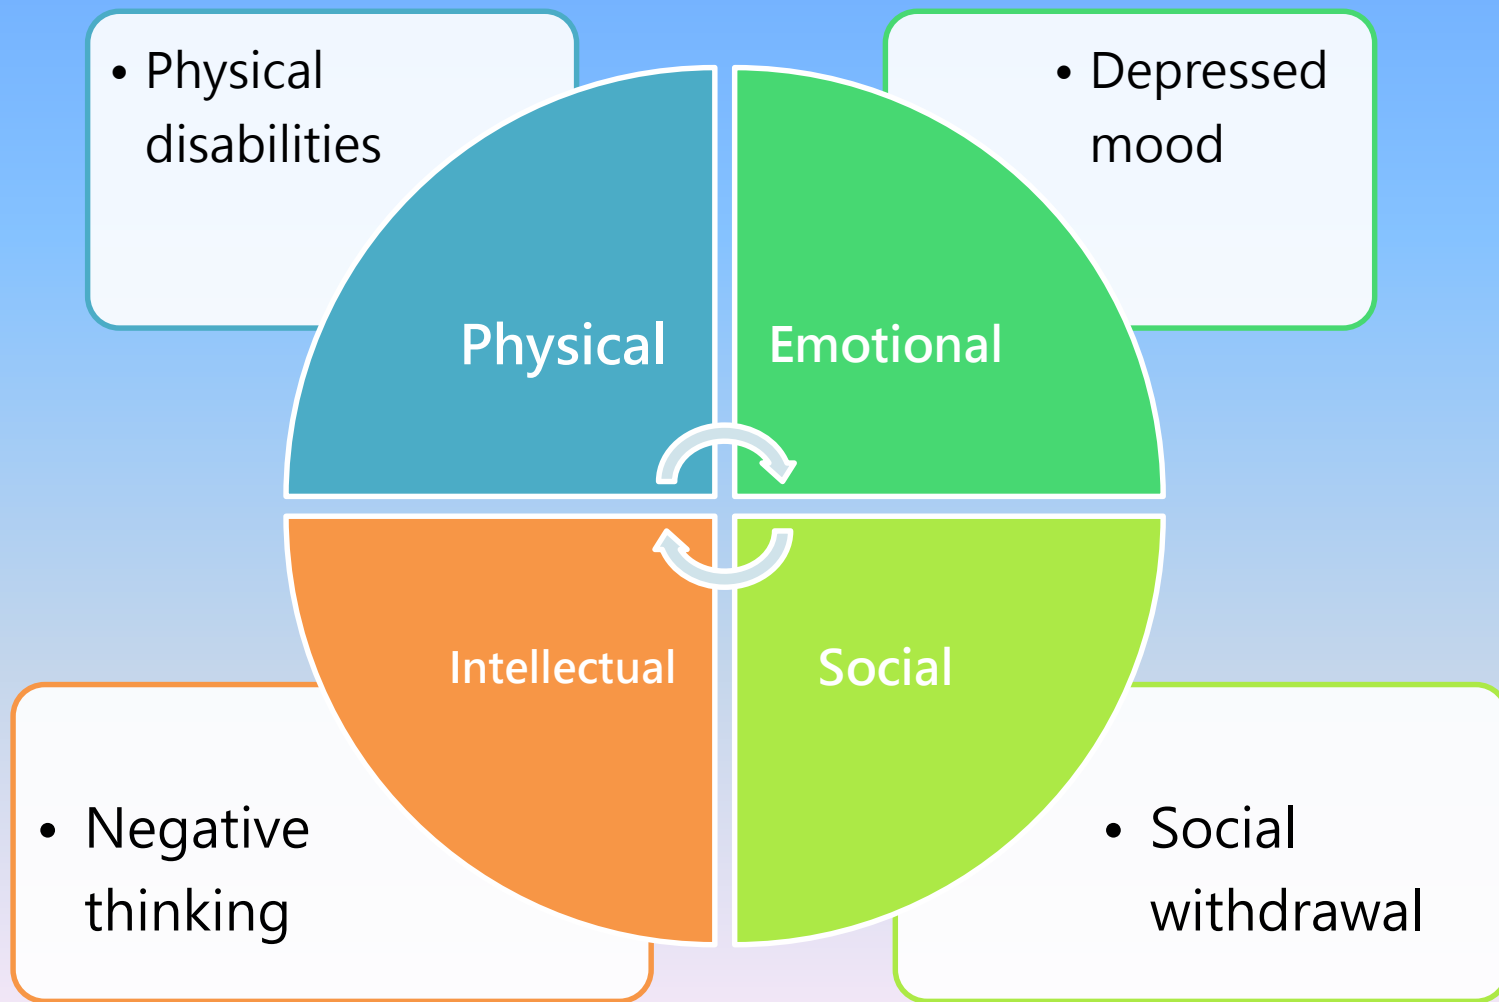 • Physical
disabilities
• Depressed
mood
Physical
Emotional
Intellectual
Social
• Negative
thinking
• Social
withdrawal